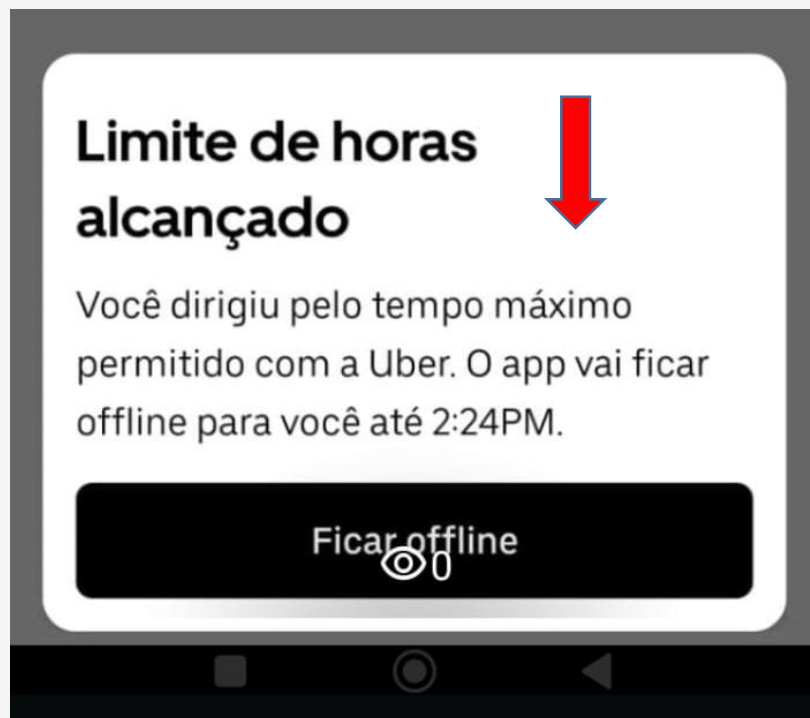 Limite de horas
alcançado
Você dirigiu pelo tempo máximo
permitido com a Uber. O app vai ficar
offline para você até 2:24PM.
Ficar offline
0